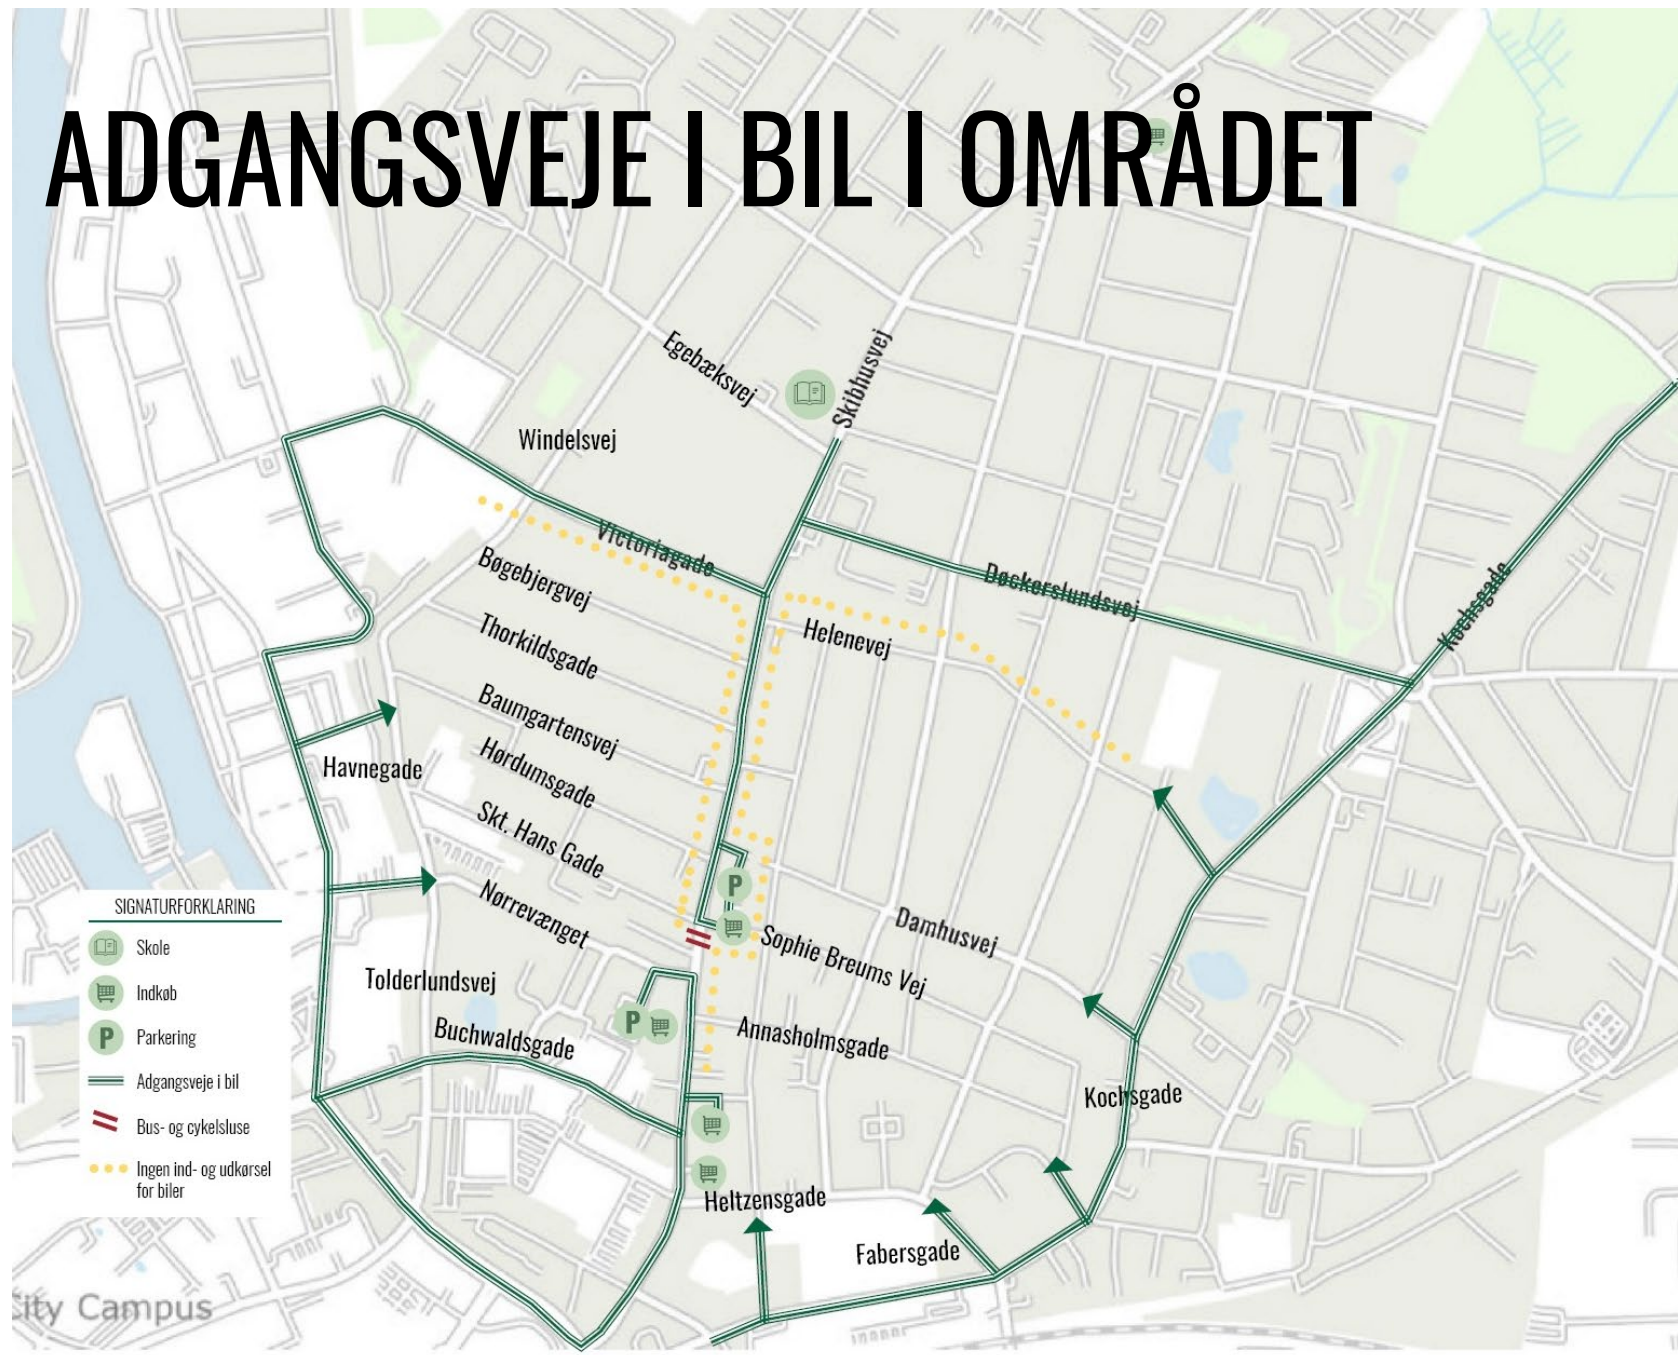 ADGANGSVEJE I BIL I OMRÅDET
Egebæksvej
Skibhusvej
Windelsvej
Victoriagade
Bøgebjergvej
Døckerslundsvej
Kochsgade
Thorkildsgade
Helenevej
Baumgartensvej
Hørdumsgade
Havnegade
Skt. Hans Gade
P
Nørrevænget
Damhusvej
Sophie Breums Vej
Tolderlundsvej
P
Buchwaldsgade
Annasholmsgade
Kochsgade
Heltzensgade
Fabersgade
SIGNATURFORKLARING
Skole
Indkøb
P Parkering
Adgangsveje i bil
Bus- og cykelsluse
Ingen ind- og udkørsel
for biler
City Campus